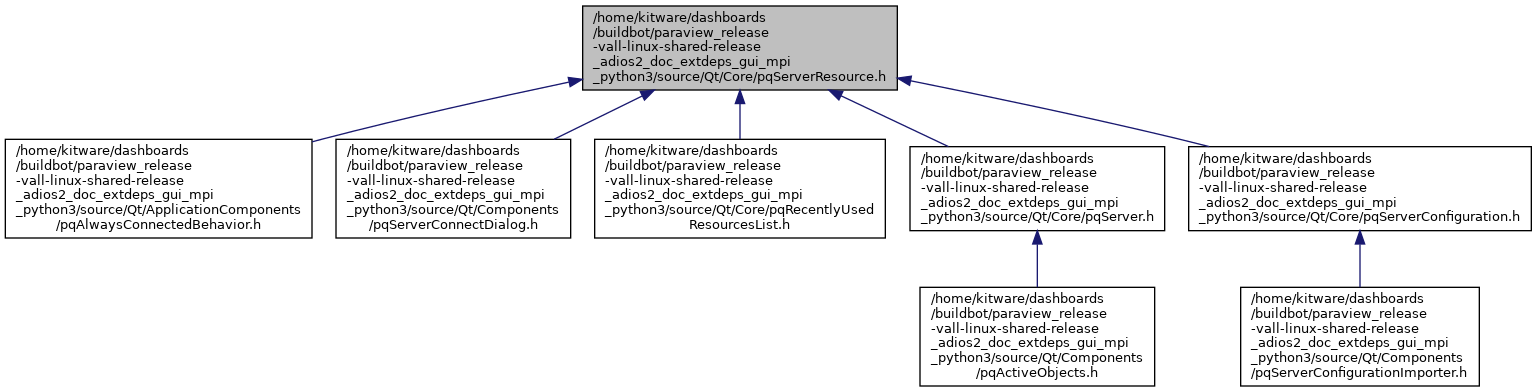 /home/kitware/dashboards
/buildbot/paraview_release
-vall-linux-shared-release
_adios2_doc_extdeps_gui_mpi
_python3/source/Qt/Core/pqServerResource.h
/home/kitware/dashboards
/buildbot/paraview_release
-vall-linux-shared-release
_adios2_doc_extdeps_gui_mpi
_python3/source/Qt/ApplicationComponents
/pqAlwaysConnectedBehavior.h
/home/kitware/dashboards
/buildbot/paraview_release
-vall-linux-shared-release
_adios2_doc_extdeps_gui_mpi
_python3/source/Qt/Components
/pqServerConnectDialog.h
/home/kitware/dashboards
/buildbot/paraview_release
-vall-linux-shared-release
_adios2_doc_extdeps_gui_mpi
_python3/source/Qt/Core/pqRecentlyUsed
ResourcesList.h
/home/kitware/dashboards
/buildbot/paraview_release
-vall-linux-shared-release
_adios2_doc_extdeps_gui_mpi
_python3/source/Qt/Core/pqServer.h
/home/kitware/dashboards
/buildbot/paraview_release
-vall-linux-shared-release
_adios2_doc_extdeps_gui_mpi
_python3/source/Qt/Core/pqServerConfiguration.h
/home/kitware/dashboards
/buildbot/paraview_release
-vall-linux-shared-release
_adios2_doc_extdeps_gui_mpi
_python3/source/Qt/Components
/pqActiveObjects.h
/home/kitware/dashboards
/buildbot/paraview_release
-vall-linux-shared-release
_adios2_doc_extdeps_gui_mpi
_python3/source/Qt/Components
/pqServerConfigurationImporter.h